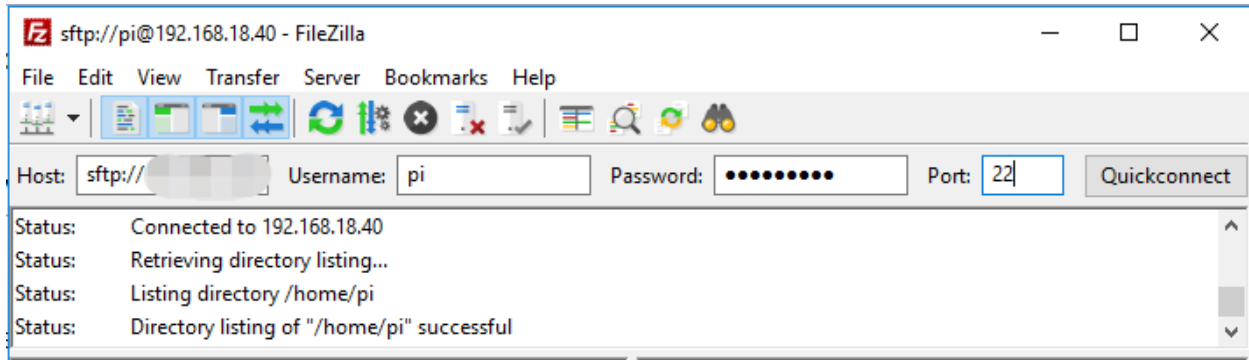 sftp://pi@192.168.18.40 - FileZilla
File Edit View Transfer Server Bookmarks Help
Host: sftp:// Username: pi Password: ●●●●●●●●● Port: 22 Quickconnect
Status: Connected to 192.168.18.40
Status: Retrieving directory listing...
Status: Listing directory /home/pi
Status: Directory listing of "/home/pi" successful